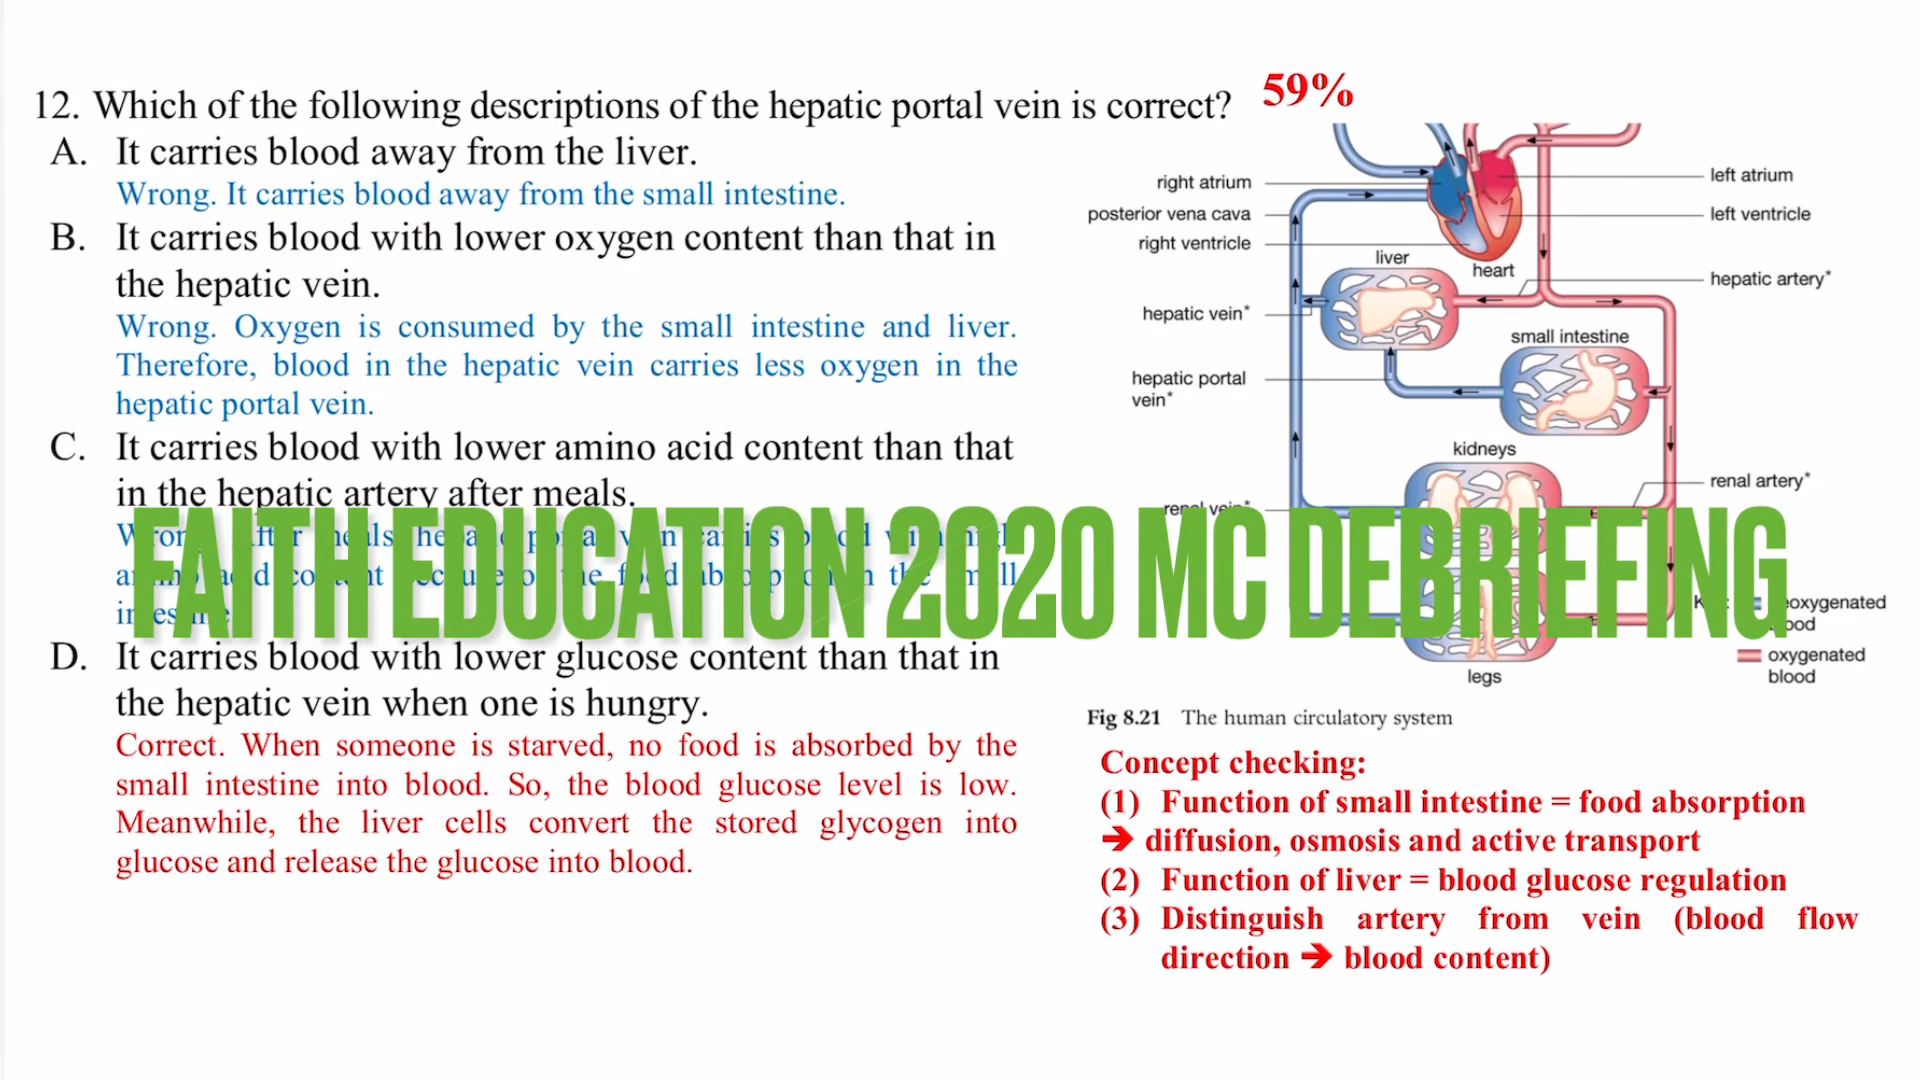 12. Which of the following descriptions of the hepatic portal vein is correct? 59%
A. It carries blood away from the liver.
Wrong. It carries blood away from the small intestine.
B. It carries blood with lower oxygen content than that in
the hepatic vein.
Wrong. Oxygen is consumed by the small intestine and liver.
Therefore, blood in the hepatic vein carries less oxygen in the
hepatic portal vein.
C. It carries blood with lower amino acid content than that
in the hepatic artery after meals.
FAITH EDUCATION 2020 MC DEBRIEFING
D. It carries blood with lower glucose content than that in
the hepatic vein when one is hungry.
Correct. When someone is starved, no food is absorbed by the
small intestine into blood. So, the blood glucose level is low.
Meanwhile, the liver cells convert the stored glycogen into
glucose and release the glucose into blood.
right atrium
posterior vena cava
right ventricle
liver
heart
left atrium
left ventricle
hepatic artery*
hepatic vein*
small intestine
hepatic portal
vein*
kidneys
renal artery*
renal vein*
legs
oxygenated
blood
Fig 8.21 The human circulatory system
Concept checking:
(1) Function of small intestine = food absorption
➔ diffusion, osmosis and active transport
(2) Function of liver = blood glucose regulation
(3) Distinguish artery from vein (blood flow
direction ➔ blood content)